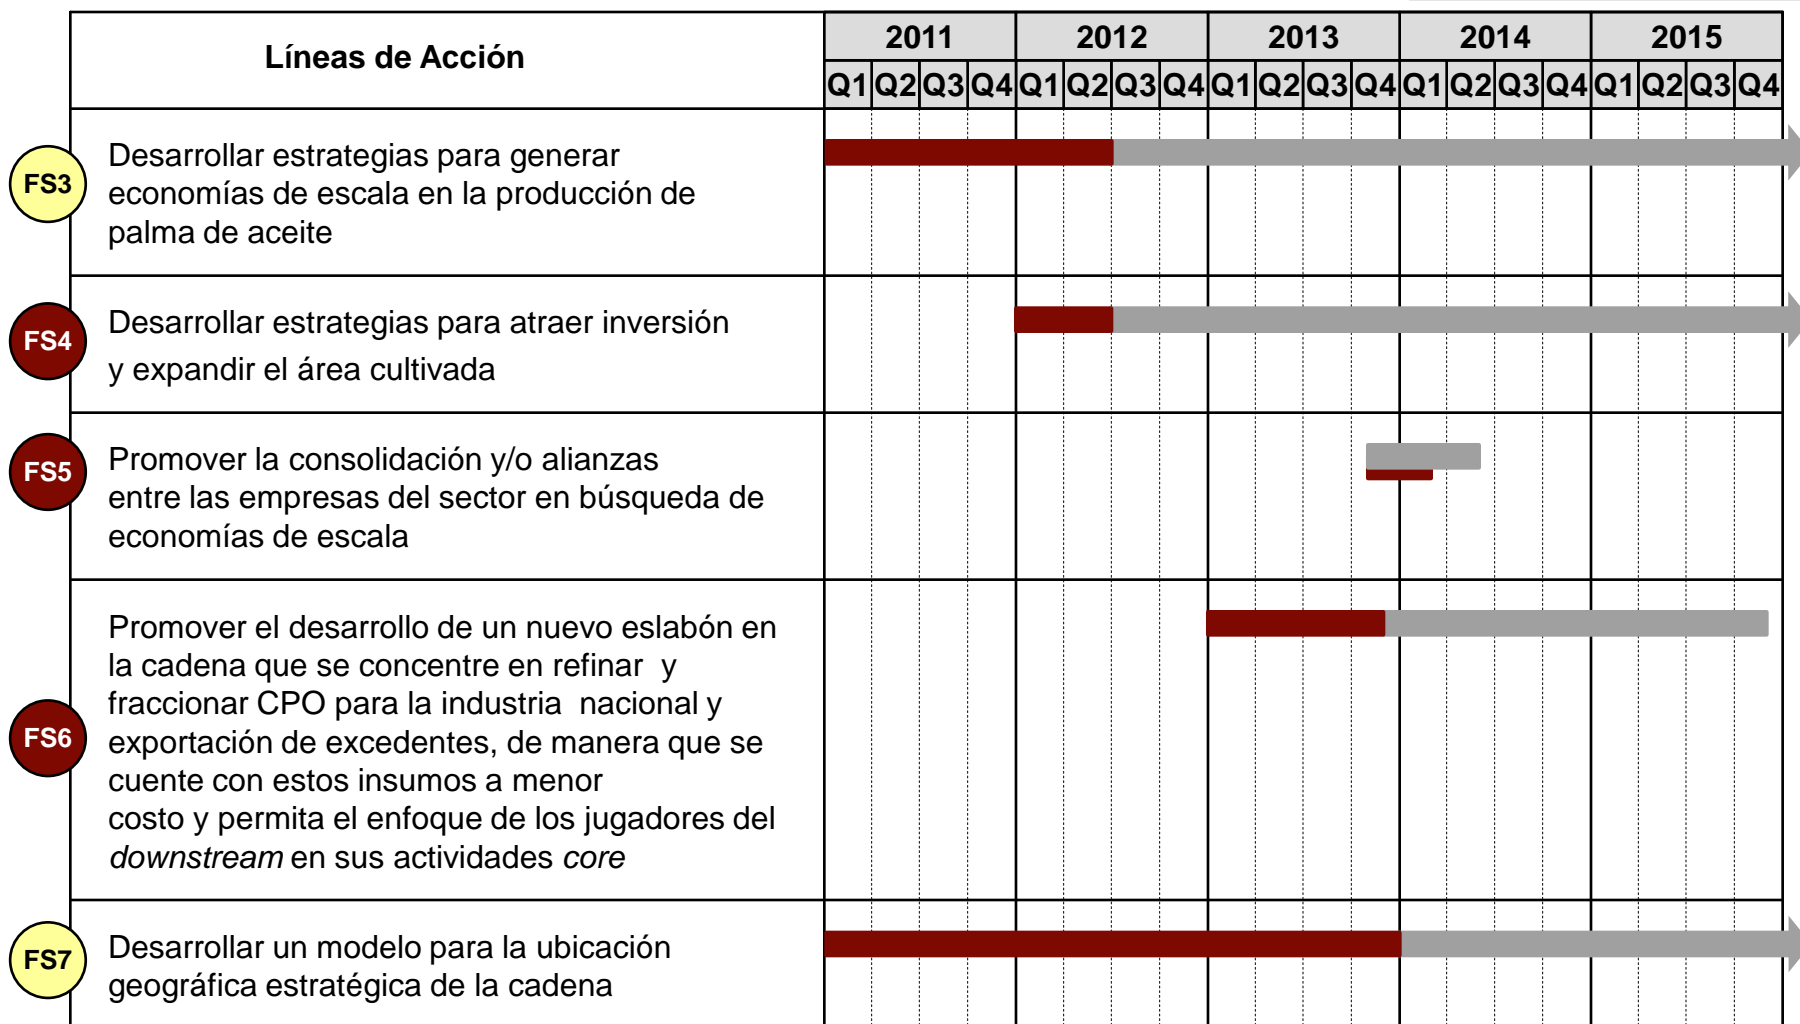 Líneas de Acción
2011 2012 2013 2014 2015
Q1 Q2 Q3 Q4 Q1 Q2 Q3 Q4 Q1 Q2 Q3 Q4 Q1 Q2 Q3 Q4 Q1 Q2 Q3 Q4
FS3
Desarrollar estrategias para generar
economías de escala en la producción de
palma de aceite
FS4
Desarrollar estrategias para atraer inversión
y expandir el área cultivada
FS5
Promover la consolidación y/o alianzas
entre las empresas del sector en búsqueda de
economías de escala
FS6
Promover el desarrollo de un nuevo eslabón en
la cadena que se concentre en refinar y
fraccionar CPO para la industria nacional y
exportación de excedentes, de manera que se
cuente con estos insumos a menor
costo y permita el enfoque de los jugadores del
downstream en sus actividades core
FS7
Desarrollar un modelo para la ubicación
geográfica estratégica de la cadena